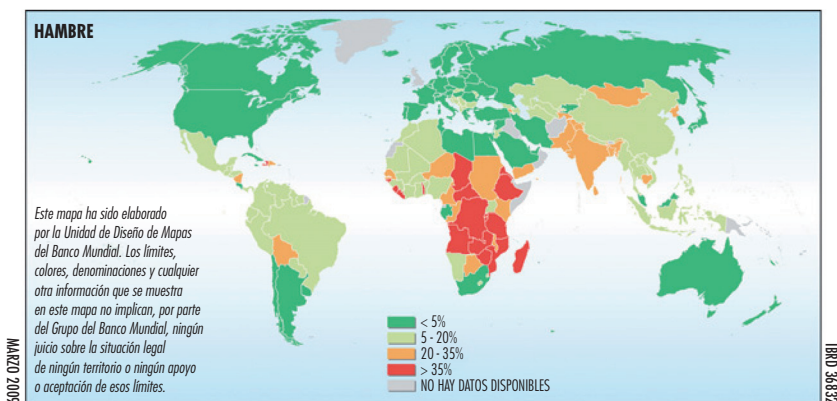 HAMBRE
Este mapa ha sido elaborado
por la Unidad de Diseño de Mapas
del Banco Mundial. Los límites,
colores, denominaciones y cualquier
otra información que se muestra
en este mapa no implican, por parte
del Grupo del Banco Mundial, ningún
juicio sobre la situación legal
de ningún territorio o ningún apoyo
o aceptación de esos límites.
< 5%
5 - 20%
20 - 35%
> 35%
NO HAY DATOS DISPONIBLES
MARZO 2009
IBRD 36832